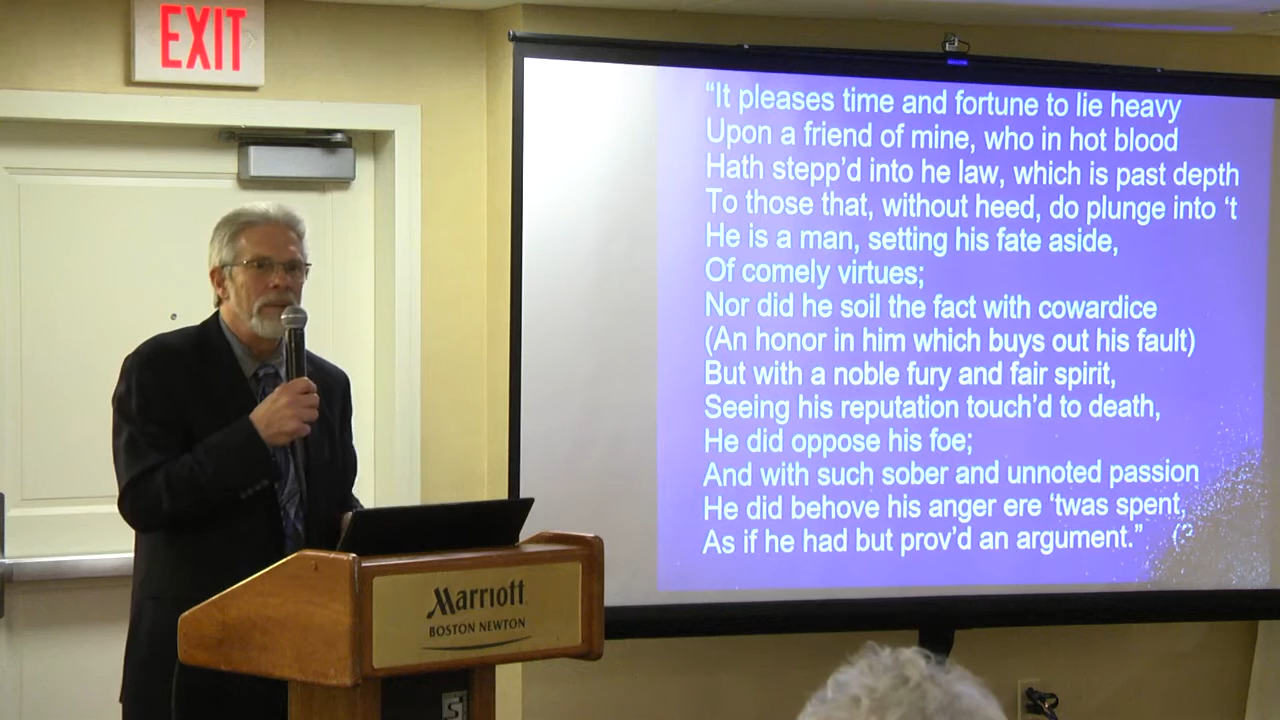 EXIT
“It pleases time and fortune to lie heavy
Upon a friend of mine, who in hot blood
Hath stepp’d into he law, which is past depth
To those that, without heed, do plunge into ‘t
He is a man, setting his fate aside,
Of comely virtues;
Nor did he soil the fact with cowardice
(An honor in him which buys out his fault)
But with a noble fury and fair spirit,
Seeing his reputation touch’d to death,
He did oppose his foe;
And with such sober and unnoted passion
He did behove his anger ere ‘twas spent,
As if he had but prov’d an argument.”
Marriott
BOSTON NEWTON